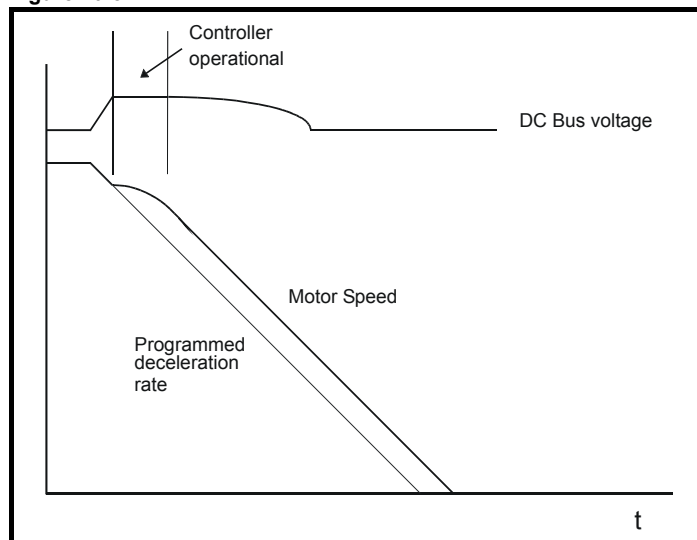 Controller
operational
DC Bus voltage
Motor Speed
Programmed
deceleration
rate
t